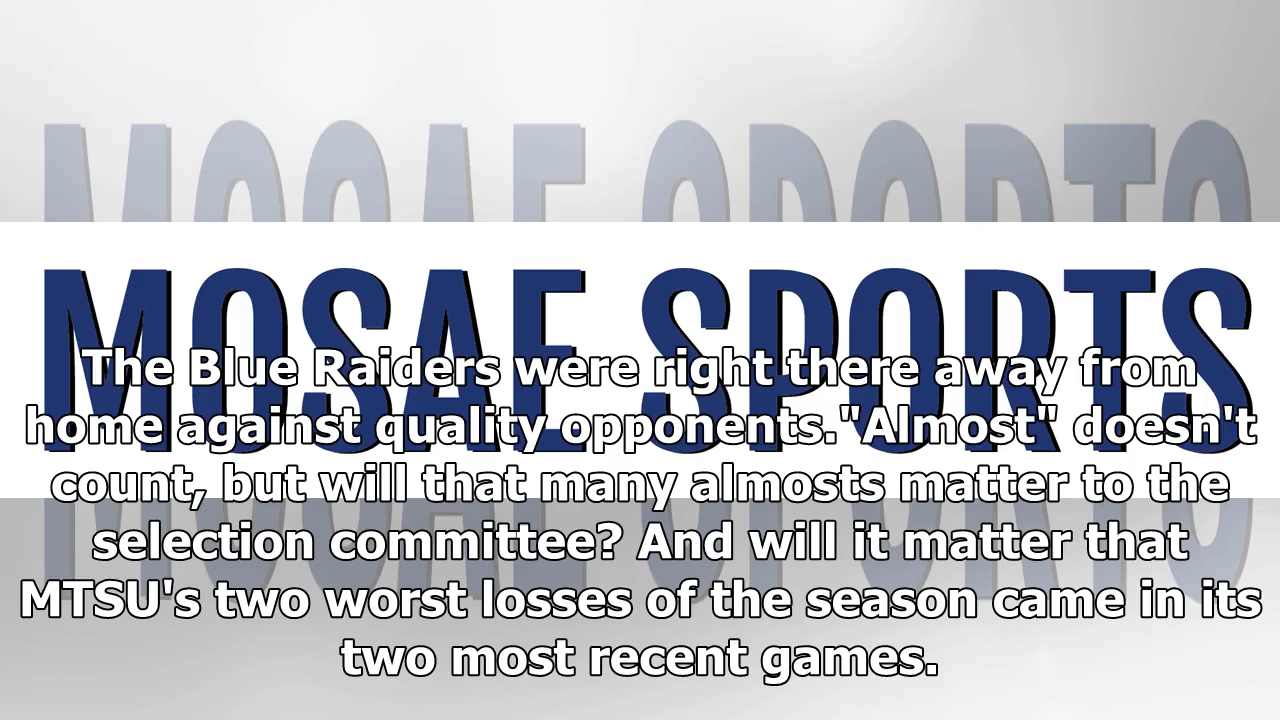 MOSAE SPORTS
MOSAE SPORTS
The Blue Raiders were right there away from
home against quality opponents."Almost" doesn't
count, but will that many almosts matter to the
selection committee? And will it matter that
MTSU's two worst losses of the season came in its
two most recent games.